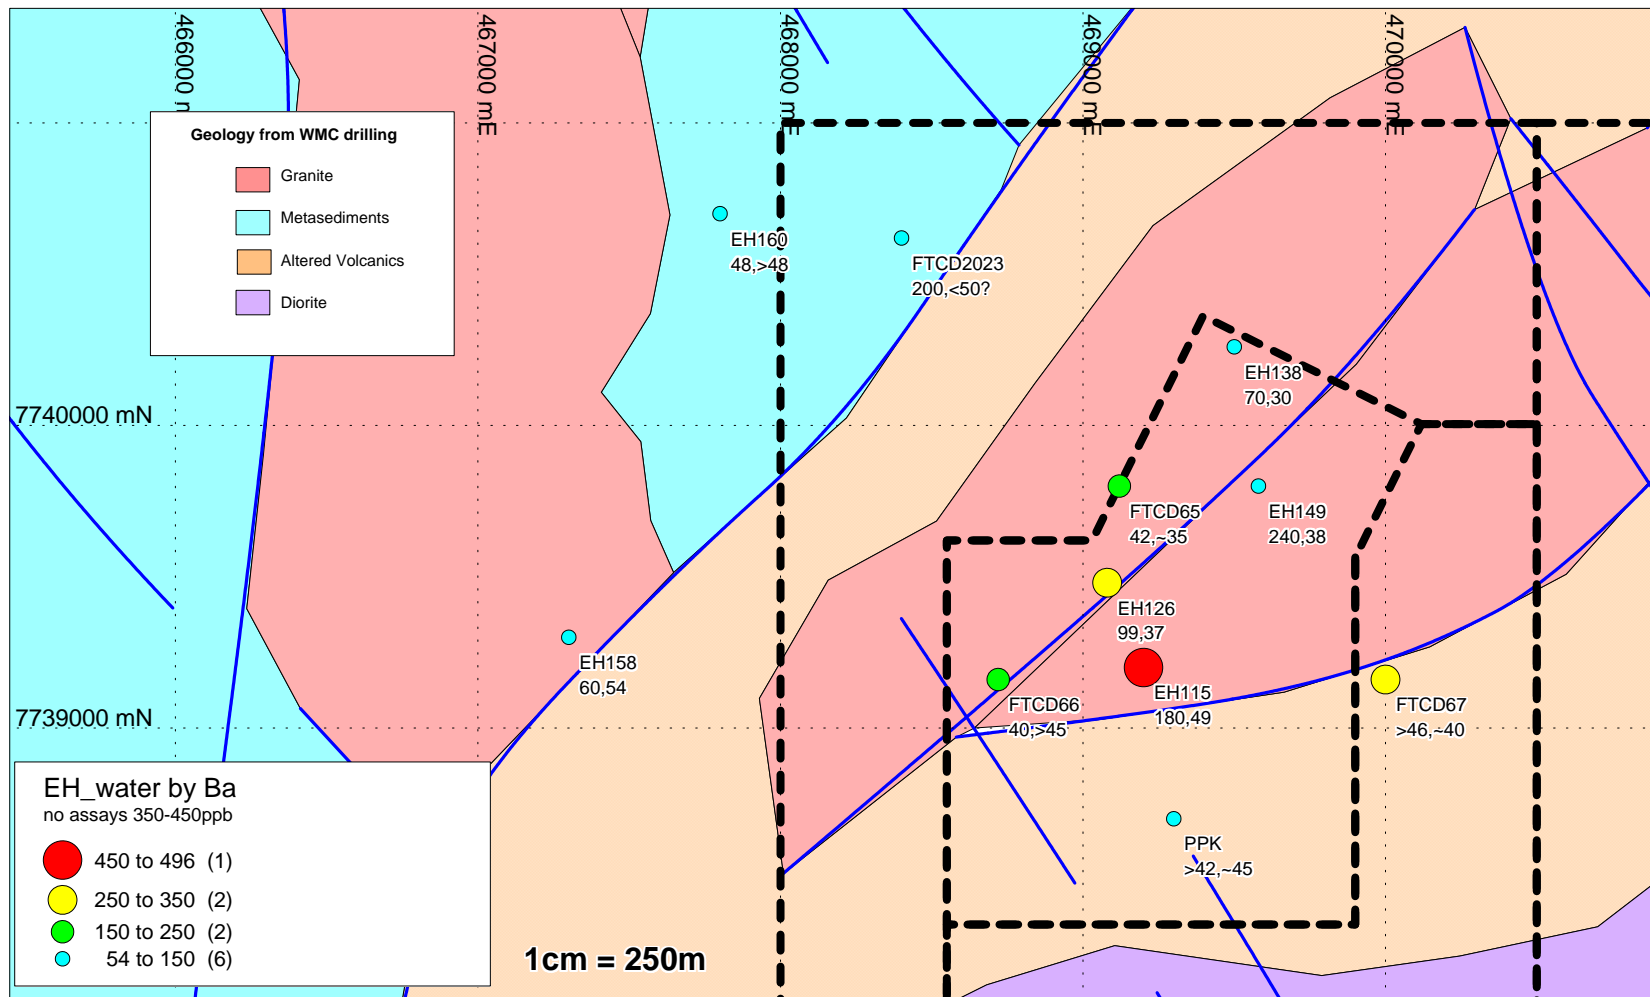 466000 m
467000 mE
468000 mE
469000 mE
470000 mE
Geology from WMC drilling
Granite
Metasediments
Altered Volcanics
Diorite
EH160
48,>48
FTCD2023
200,<50?
EH138
70,30
7740000 mN
FTCD65
42,~35
EH149
240,38
EH126
99,37
EH158
60,54
EH115
180,49
FTCD66
40,>45
FTCD67
>46,~40
7739000 mN
PPK
>42,~45
EH_water by Ba
no assays 350-450ppb
450 to 496 (1)
250 to 350 (2)
150 to 250 (2)
54 to 150 (6)
1cm = 250m